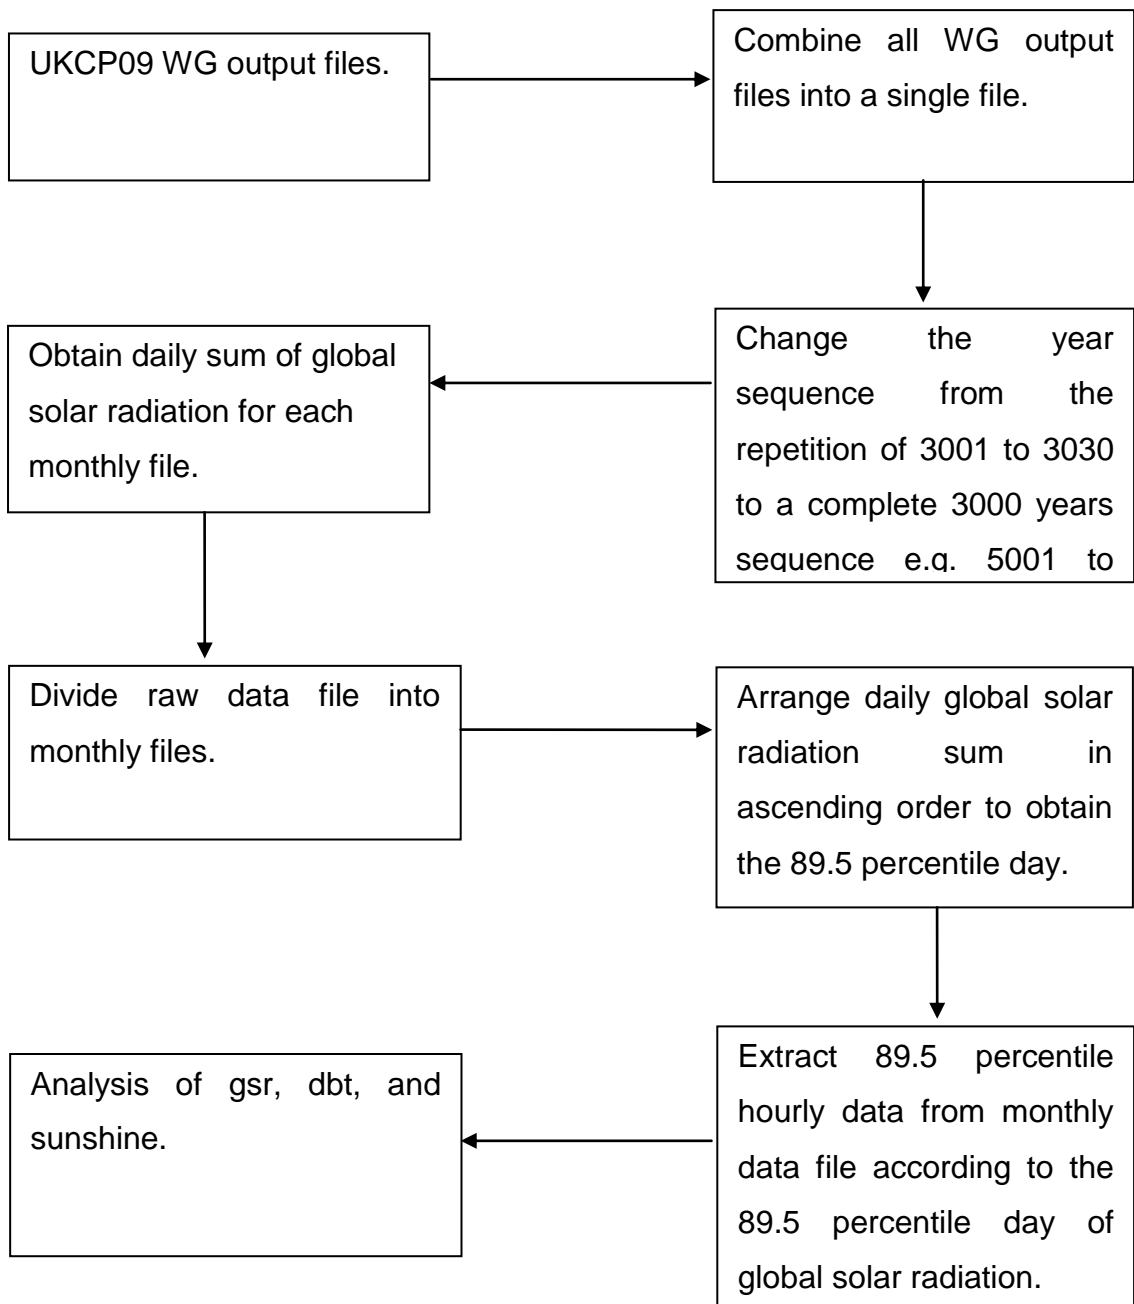 UKCP09 WG output files.
Combine all WG output
files into a single file.
Change the year
sequence from the
repetition of 3001 to 3030
to a complete 3000 years
sequence e.g. 5001 to
Obtain daily sum of global
solar radiation for each
monthly file.
Divide raw data file into
monthly files.
Arrange daily global solar
radiation sum in
ascending order to obtain
the 89.5 percentile day.
Extract 89.5 percentile
hourly data from monthly
data file according to the
89.5 percentile day of
global solar radiation.
Analysis of gsr, dbt, and
sunshine.